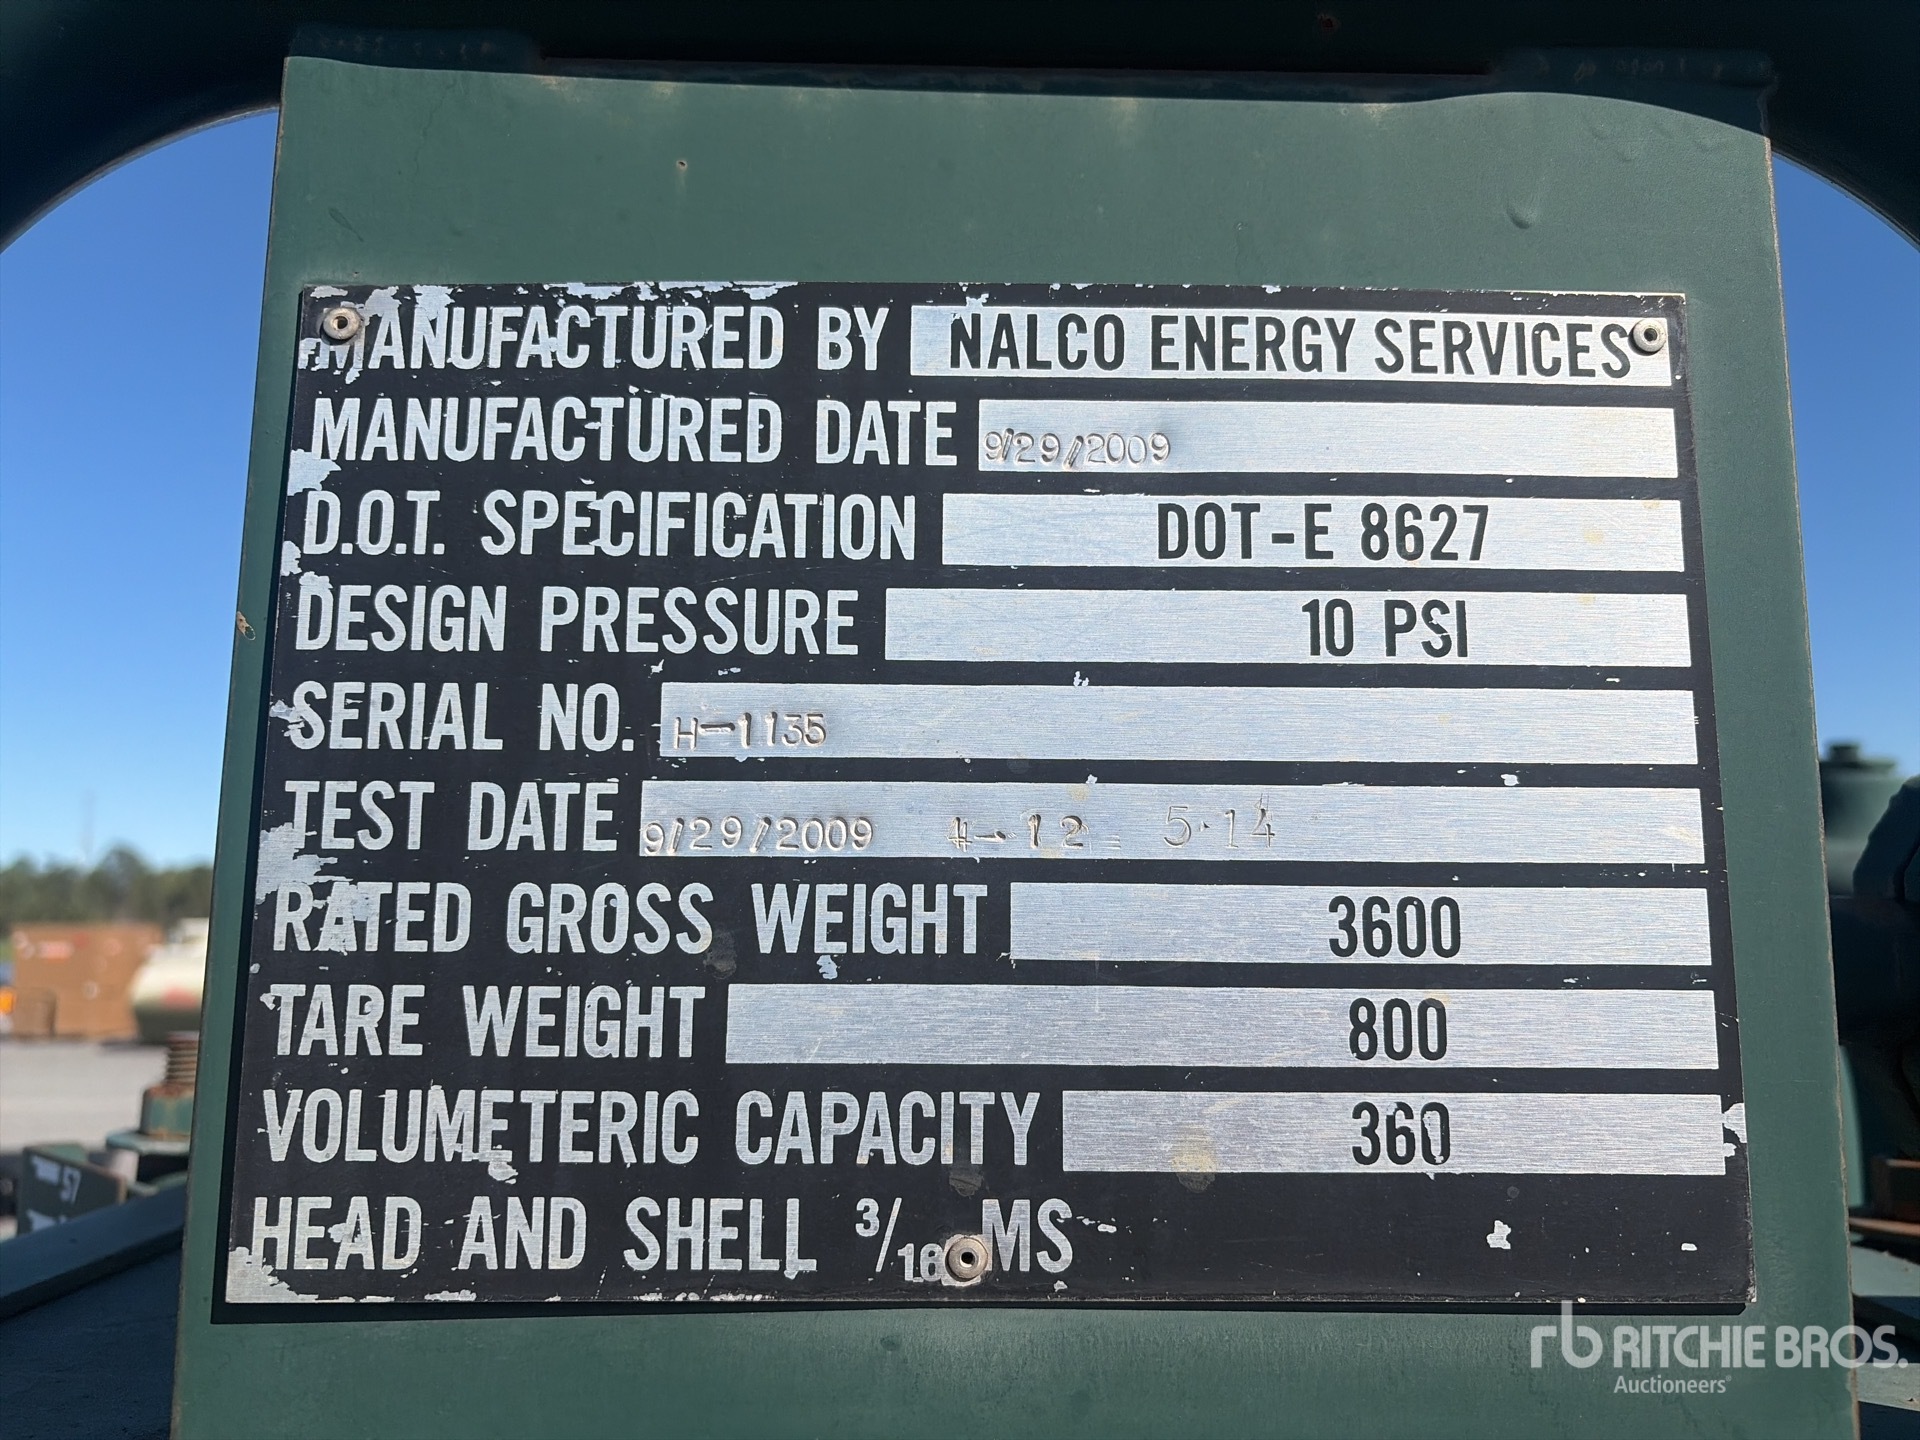 MANUFACTURED BY NALCO ENERGY SERVICES
MANUFACTURED DATE 9/29/2009
D.O.T. SPECIFICATION DOT-E 8627
DESIGN PRESSURE 10 PSI
SERIAL NO. H-1135
TEST DATE 9/29/2009 4-12 5-14
RATED GROSS WEIGHT 3600
TARE WEIGHT 800
VOLUMETERIC CAPACITY 360
HEAD AND SHELL 3/16 MS
57
rb RITCHIE BROS.
Auctioneers